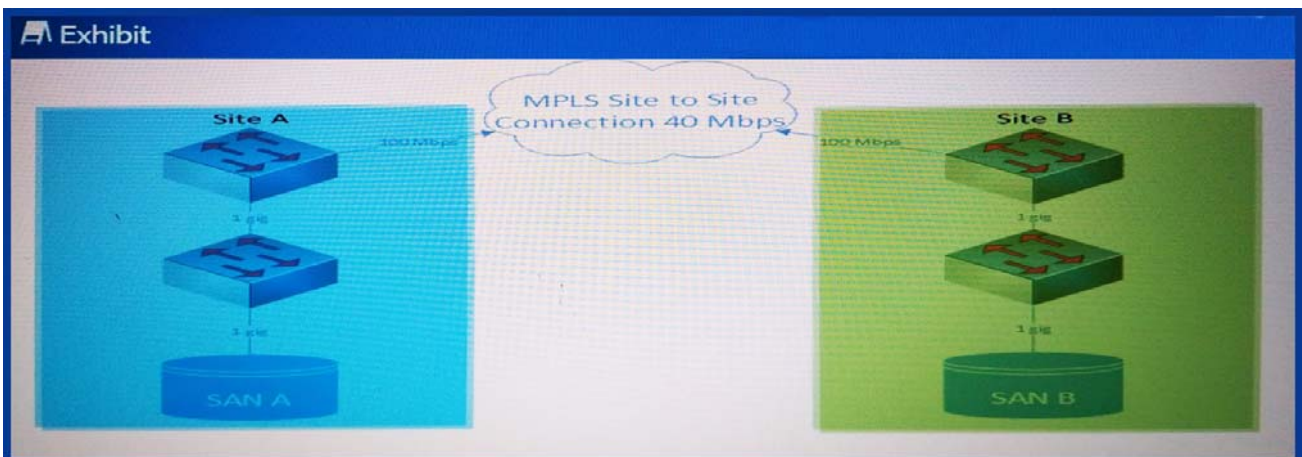 Exhibit
MPLS Site to Site
Connection 40 Mbps
Site A
100 Mbps
1 gig
1 gig
SAN A
Site B
100 Mbps
1 gig
1 gig
SAN B